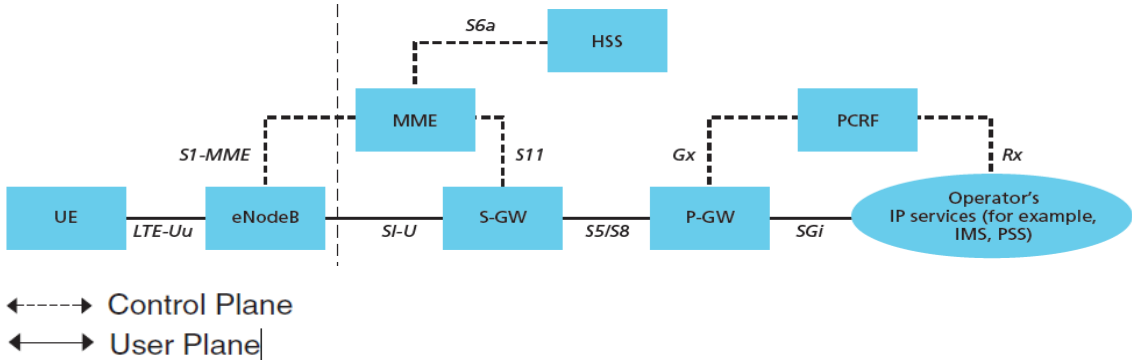 S6a
HSS
MME
PCRF
S1-MME
S11
Gx
Rx
UE
eNodeB
S-GW
P-GW
Operator's
IP services (for example,
IMS, PSS)
LTE-Uu
SI-U
S5/S8
SGi
Control Plane
User Plane